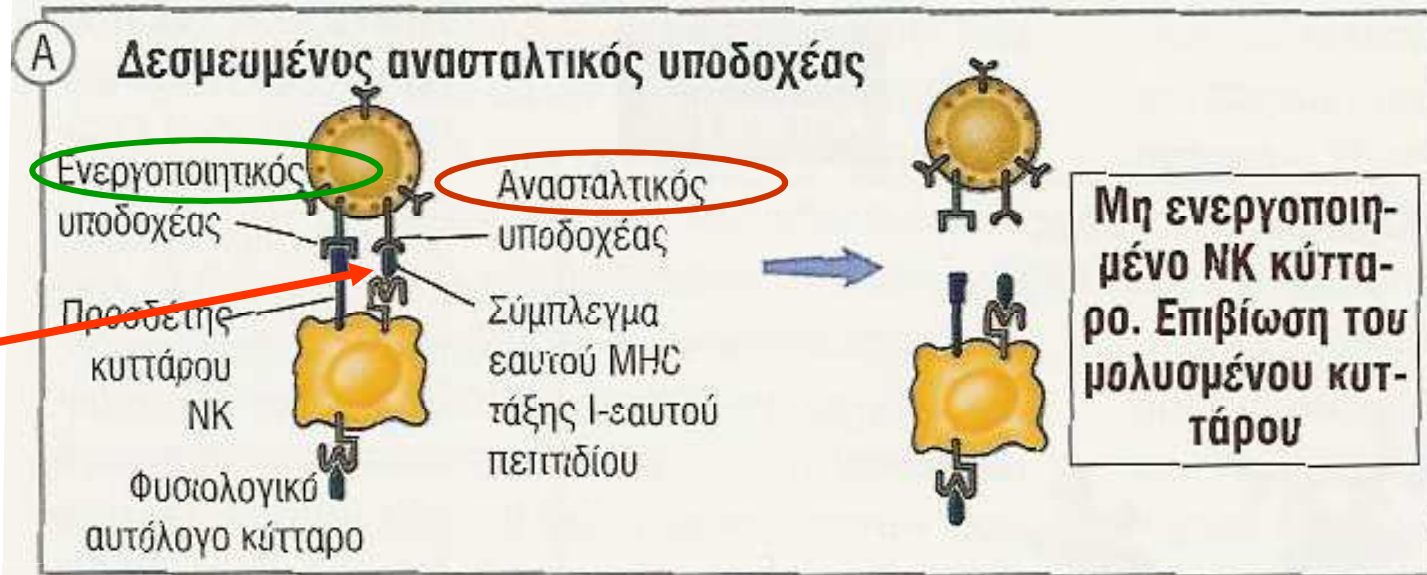 A
Δεσμευμένος ανασταλτικός υποδοχέας
Ενεργοποιητικός
υποδοχέας
Ανασταλτικός
υποδοχέας
Προσδέτης
κυττάρου
NK
Σύμπλεγμα
εαυτού MHC
τάξης I-εαυτού
πεπτιδίου
Φυσιολογικό
αυτόλογο κύτταρο
Μη ενεργοποιη-
μένο NK κύττα-
ρο. Επιβίωση του
μολυσμένου κυτ-
τάρου